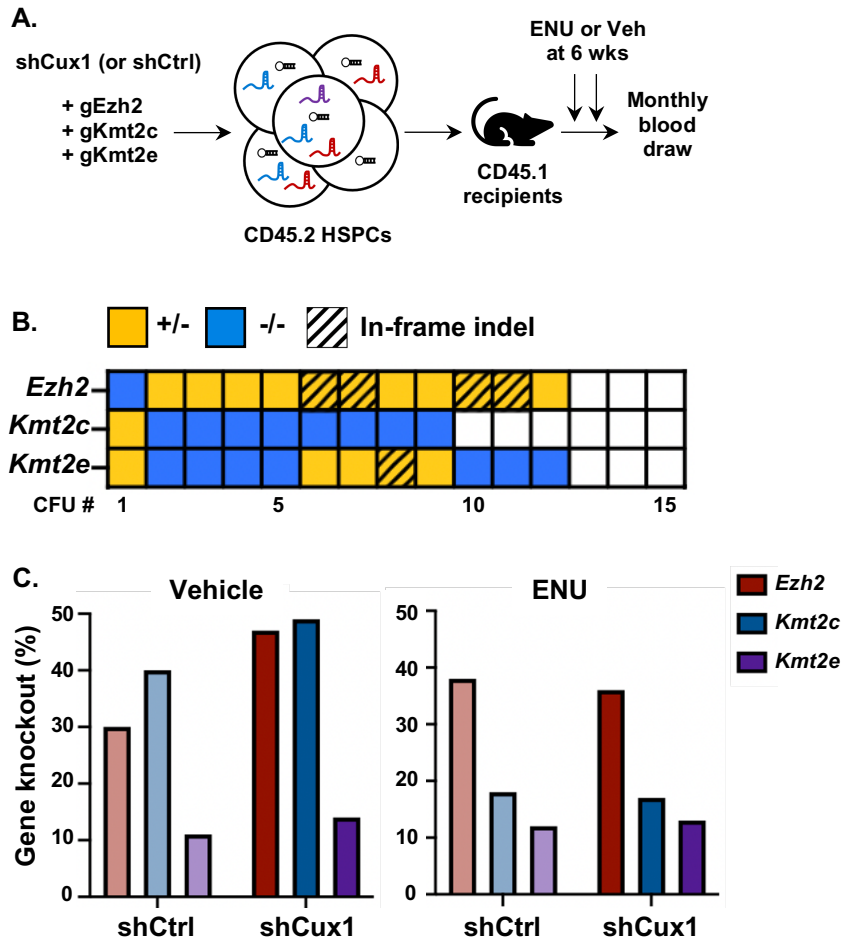 A.
shCux1 (or shCtrl)
+ gEzh2
+ gKmt2c
+ gKmt2e
CD45.2 HSPCs
CD45.1
recipients
ENU or Veh
at 6 wks
Monthly
blood
draw
B.
+/-
-/-
In-frame indel
Ezh2
Kmt2c
Kmt2e
CFU # 1 5 10 15
C.
Vehicle
ENU
Gene knockout (%)
50
40
30
20
10
0
shCtrl shCux1
50
40
30
20
10
0
shCtrl shCux1
Ezh2
Kmt2c
Kmt2e